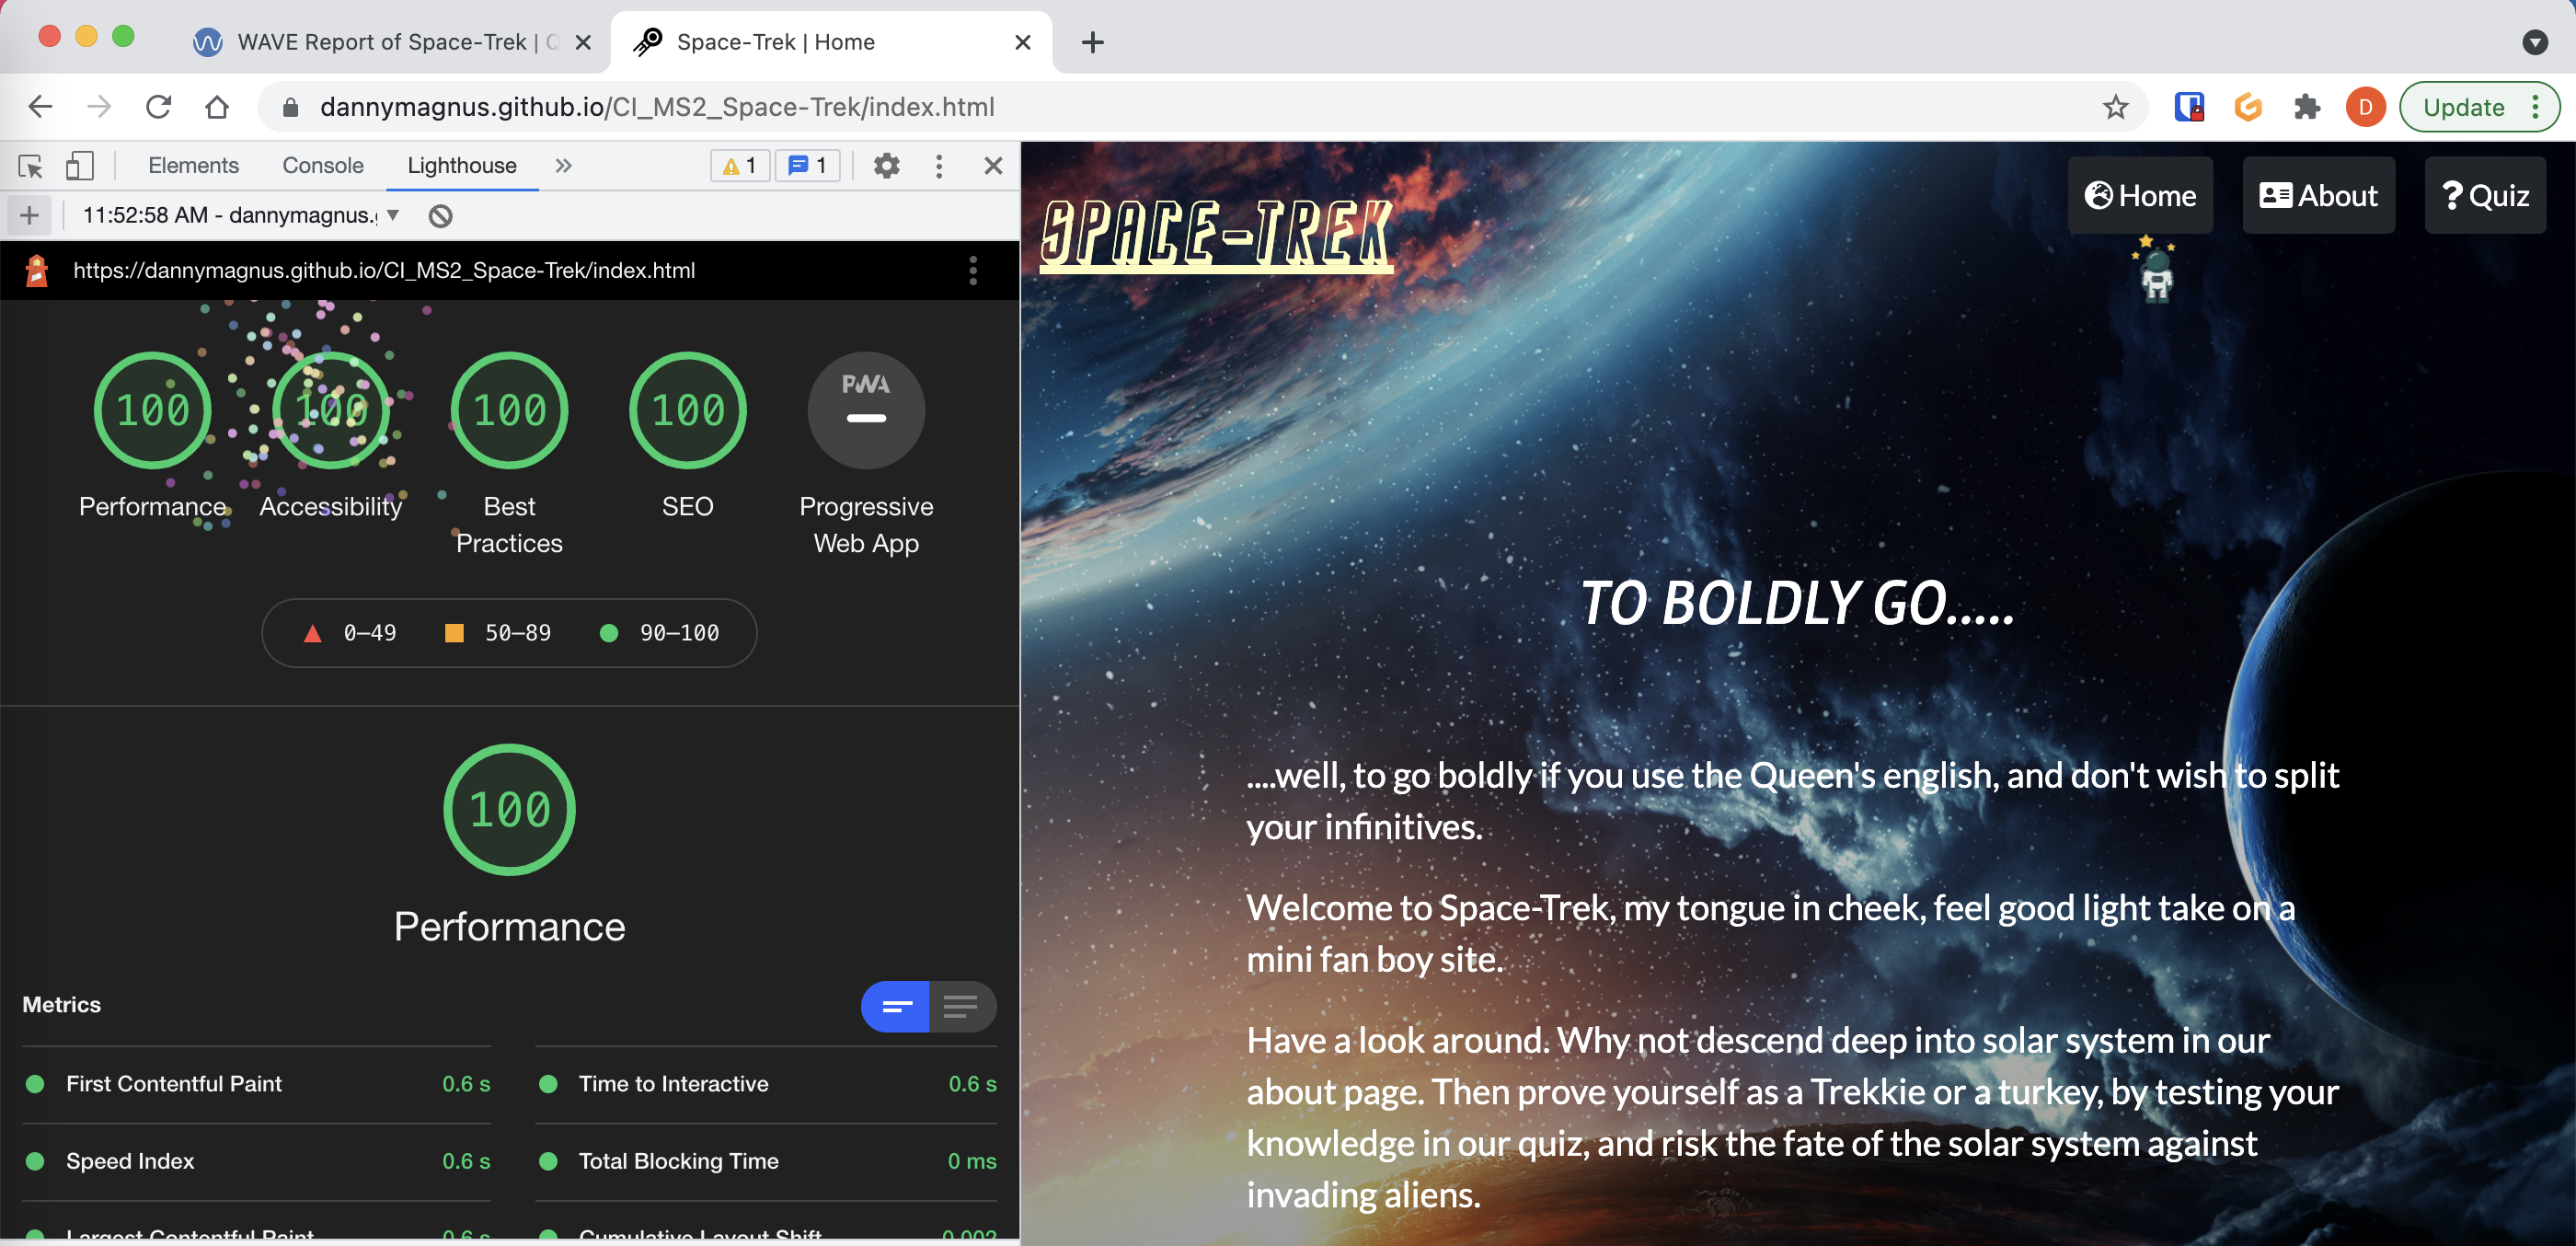 WAVE Report of Space-Trek | Q
Space-Trek | Home
dannymagnus.github.io/CI_MS2_Space-Trek/index.html
D
Update
Elements Console Lighthouse
1 1
11:52:58 AM - dannymagnus.
https://dannymagnus.github.io/CI_MS2_Space-Trek/index.html
100 100 100 100 PWA
Performance Accessibility Best Practices SEO Progressive Web App
0–49 50–89 90–100
100
Performance
Metrics
First Contentful Paint 0.6 s
Time to Interactive 0.6 s
Speed Index 0.6 s
Total Blocking Time 0 ms
Largest Contentful Paint 0.6 s
Cumulative Layout Shift 0.002
SPACE-TREK
Home
About
? Quiz
TO BOLDLY GO.....
....well, to go boldly if you use the Queen's english, and don't wish to split
your infinitives.
Welcome to Space-Trek, my tongue in cheek, feel good light take on a
mini fan boy site.
Have a look around. Why not descend deep into solar system in our
about page. Then prove yourself as a Trekkie or a turkey, by testing your
knowledge in our quiz, and risk the fate of the solar system against
invading aliens.